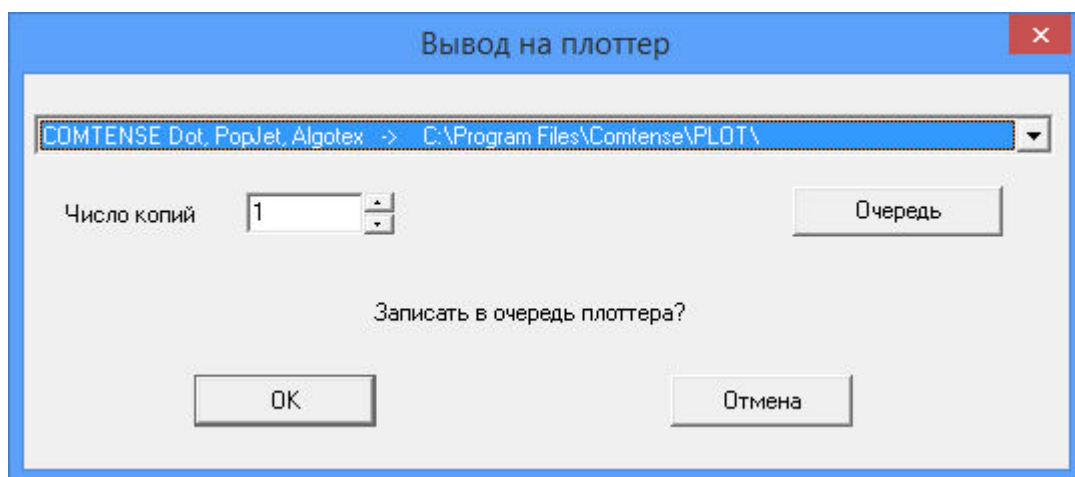 Вывод на плоттер
COMTENSE Dot, PopJet, Algotex -> C:\Program Files\Comtense\PLOT\
Число копий 1 Очередь
Записать в очередь плоттера?
OK Отмена